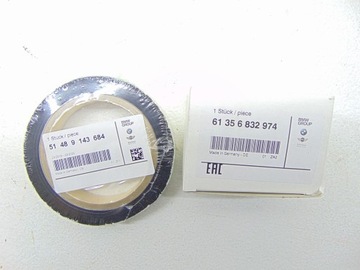 1 Stück / piece
BMW
GROUP
51 48 9 143 684
1 Stück / piece
BMW
GROUP
61 35 6 832 974
Made in Germany - DE
EAC